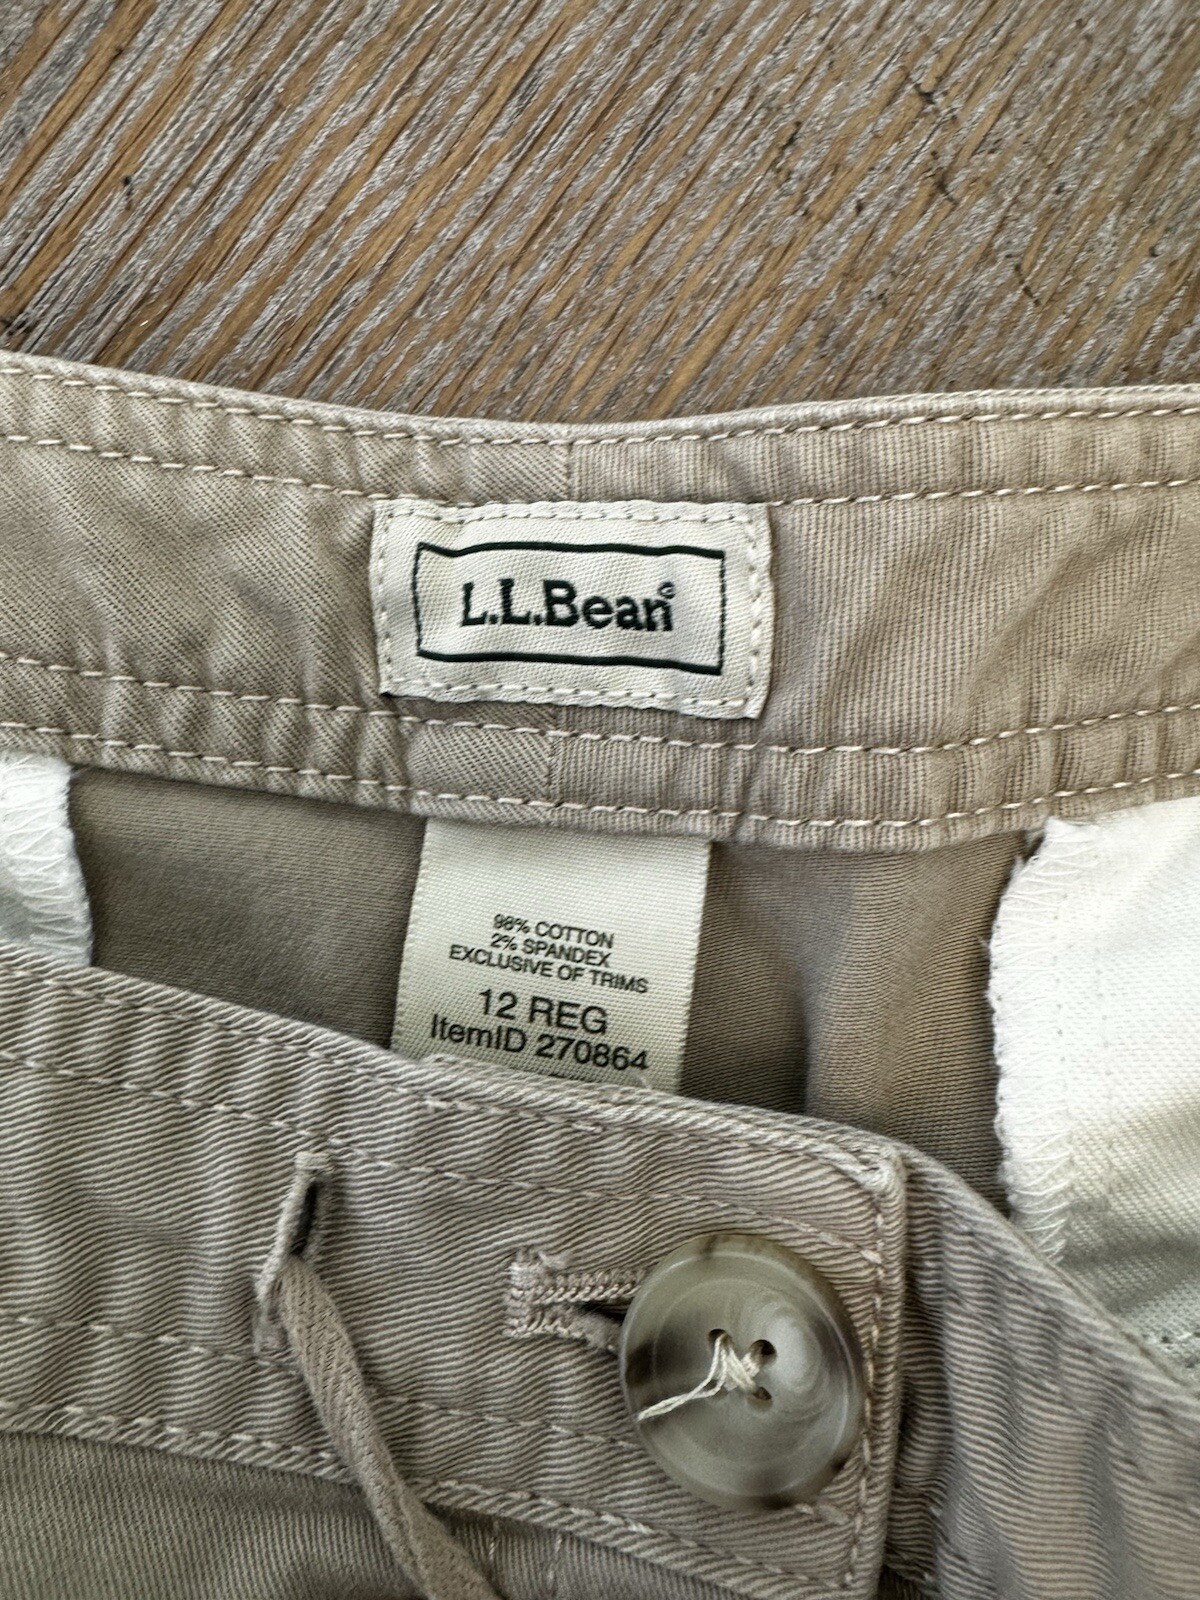 L.L.Bean®
98% COTTON
2% SPANDEX
EXCLUSIVE OF TRIMS
12 REG
ItemID 270864